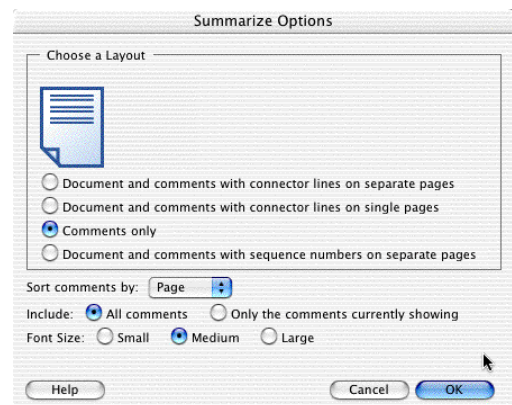 Summarize Options
Choose a Layout
Document and comments with connector lines on separate pages
Document and comments with connector lines on single pages
Comments only
Document and comments with sequence numbers on separate pages
Sort comments by: Page
Include: All comments Only the comments currently showing
Font Size: Small Medium Large
Help Cancel OK